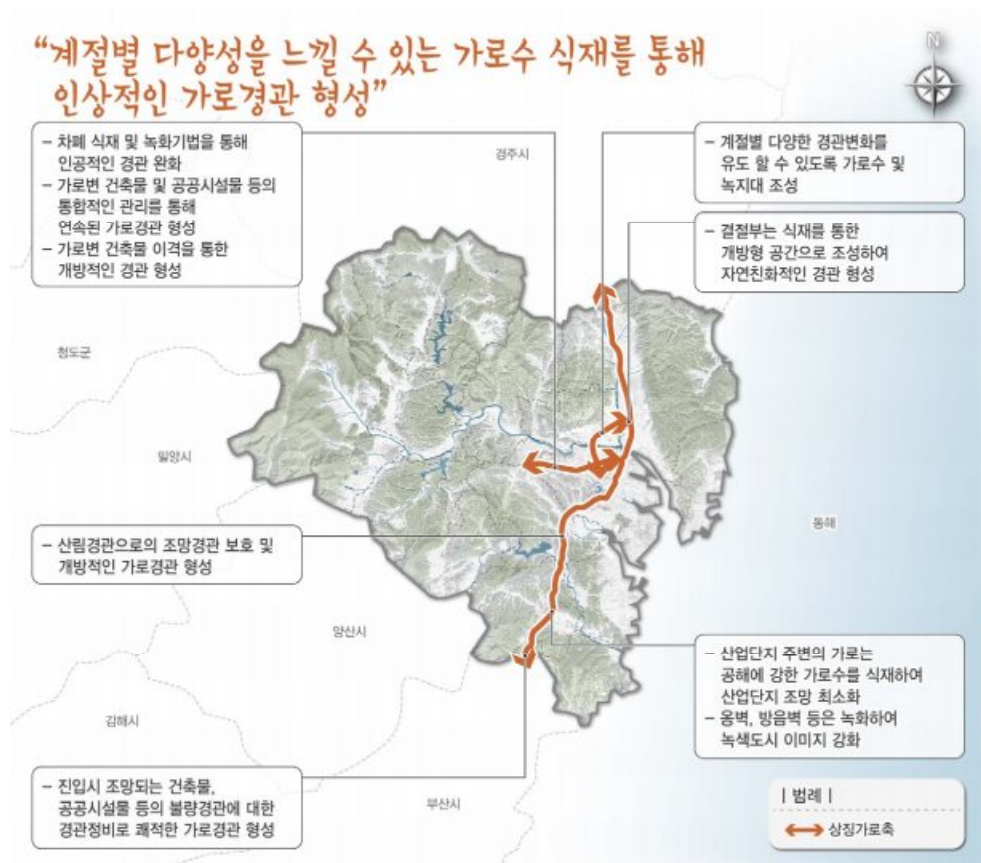 “계절별 다양성을 느낄 수 있는 가로수 식재를 통해
인상적인 가로경관 형성”
N
– 차폐 식재 및 녹화기법을 통해
인공적인 경관 완화
– 가로변 건축물 및 공공시설물 등의
통합적인 관리를 통해
연속된 가로경관 형성
– 가로변 건축물 이격을 통한
개방적인 경관 형성
경주시
– 계절별 다양한 경관변화를
유도 할 수 있도록 가로수 및
녹지대 조성
– 결절부는 식재를 통한
개방형 공간으로 조성하여
자연친화적인 경관 형성
청도군
밀양시
동해
– 산림경관으로의 조망경관 보호 및
개방적인 가로경관 형성
양산시
– 산업단지 주변의 가로는
공해에 강한 가로수를 식재하여
산업단지 조망 최소화
– 옹벽, 방음벽 등은 녹화하여
녹색도시 이미지 강화
김해시
– 진입시 조망되는 건축물,
공공시설물 등의 불량경관에 대한
경관정비로 쾌적한 가로경관 형성
부산시
| 범례 |
상징가로축